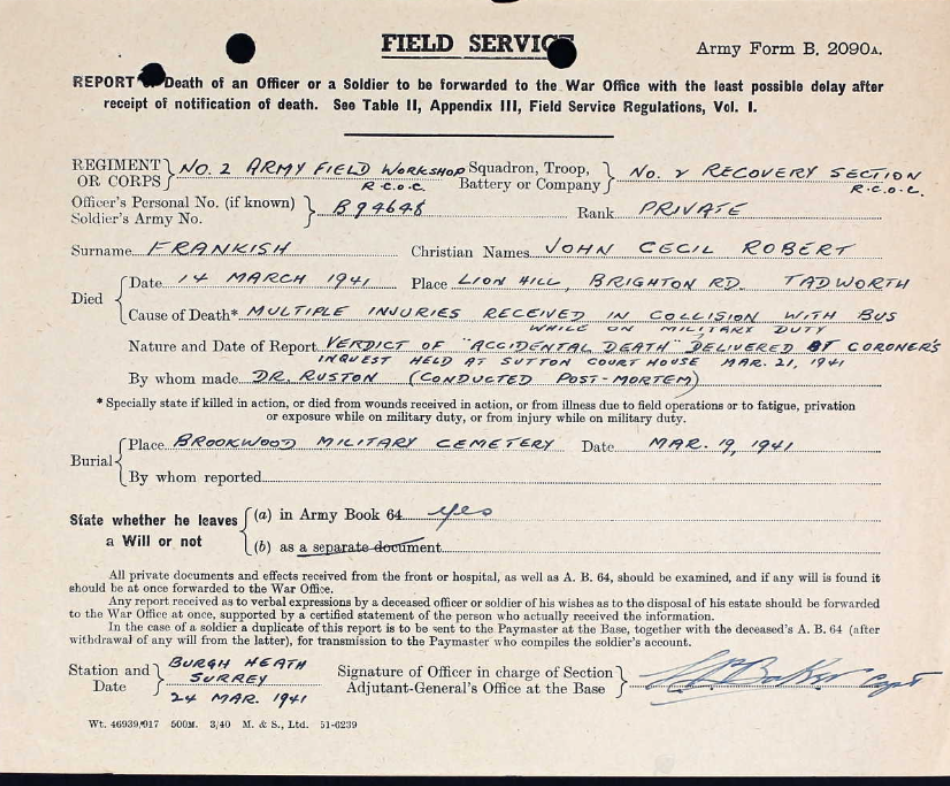 FIELD SERVICE
Army Form B. 2090A.
REPORT of Death of an Officer or a Soldier to be forwarded to the War Office with the least possible delay after
receipt of notification of death. See Table II, Appendix III, Field Service Regulations, Vol. I.
REGIMENT OR CORPS } NO. 2 ARMY FIELD WORKSHOP R.C.O.C. Squadron, Troop, Battery or Company } No. 2 RECOVERY SECTION R.C.O.C.
Officer's Personal No. (if known) Soldier's Army No. } B94648 Rank PRIVATE
Surname FRANKISH Christian Names JOHN CECIL ROBERT
Died { Date 14 MARCH 1941 Place LION HILL, BRIGHTON RD. TADWORTH
Cause of Death* MULTIPLE INJURIES RECEIVED IN COLLISION WITH BUS
WHILE ON MILITARY DUTY
Nature and Date of Report VERDICT OF "ACCIDENTAL DEATH" DELIVERED AT CORONER'S
INQUEST HELD AT SUTTON COURT HOUSE MAR. 21, 1941
By whom made DR. RUSTON (CONDUCTED POST-MORTEM)
* Specially state if killed in action, or died from wounds received in action, or from illness due to field operations or to fatigue, privation
or exposure while on military duty, or from injury while on military duty.
Burial { Place BROOKWOOD MILITARY CEMETERY Date MAR. 19, 1941
By whom reported
State whether he leaves a Will or not { (a) in Army Book 64 yes
(b) as a separate document
All private documents and effects received from the front or hospital, as well as A. B. 64, should be examined, and if any will is found it
should be at once forwarded to the War Office.
Any report received as to verbal expressions by a deceased officer or soldier of his wishes as to the disposal of his estate should be forwarded
to the War Office at once, supported by a certified statement of the person who actually received the information.
In the case of a soldier a duplicate of this report is to be sent to the Paymaster at the Base, together with the deceased's A. B. 64 (after
withdrawal of any will from the latter), for transmission to the Paymaster who compiles the soldier's account.
Station and Date } BURGH HEATH SURREY 24 MAR. 1941 Signature of Officer in charge of Section Adjutant-General's Office at the Base } Baker Capt
Wt. 46939/917 500M. 3/40 M. & S., Ltd. 51-6239